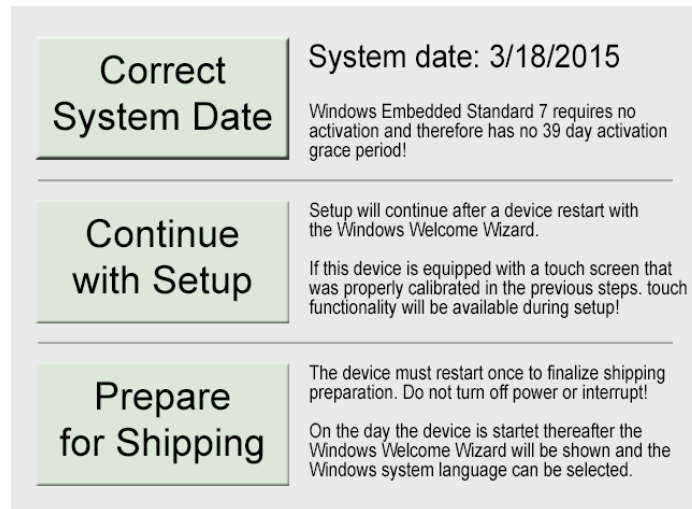 Correct
System Date
System date: 3/18/2015
Windows Embedded Standard 7 requires no
activation and therefore has no 39 day activation
grace period!
Continue
with Setup
Setup will continue after a device restart with
the Windows Welcome Wizard.
If this device is equipped with a touch screen that
was properly calibrated in the previous steps. touch
functionality will be available during setup!
Prepare
for Shipping
The device must restart once to finalize shipping
preparation. Do not turn off power or interrupt!
On the day the device is startet thereafter the
Windows Welcome Wizard will be shown and the
Windows system language can be selected.